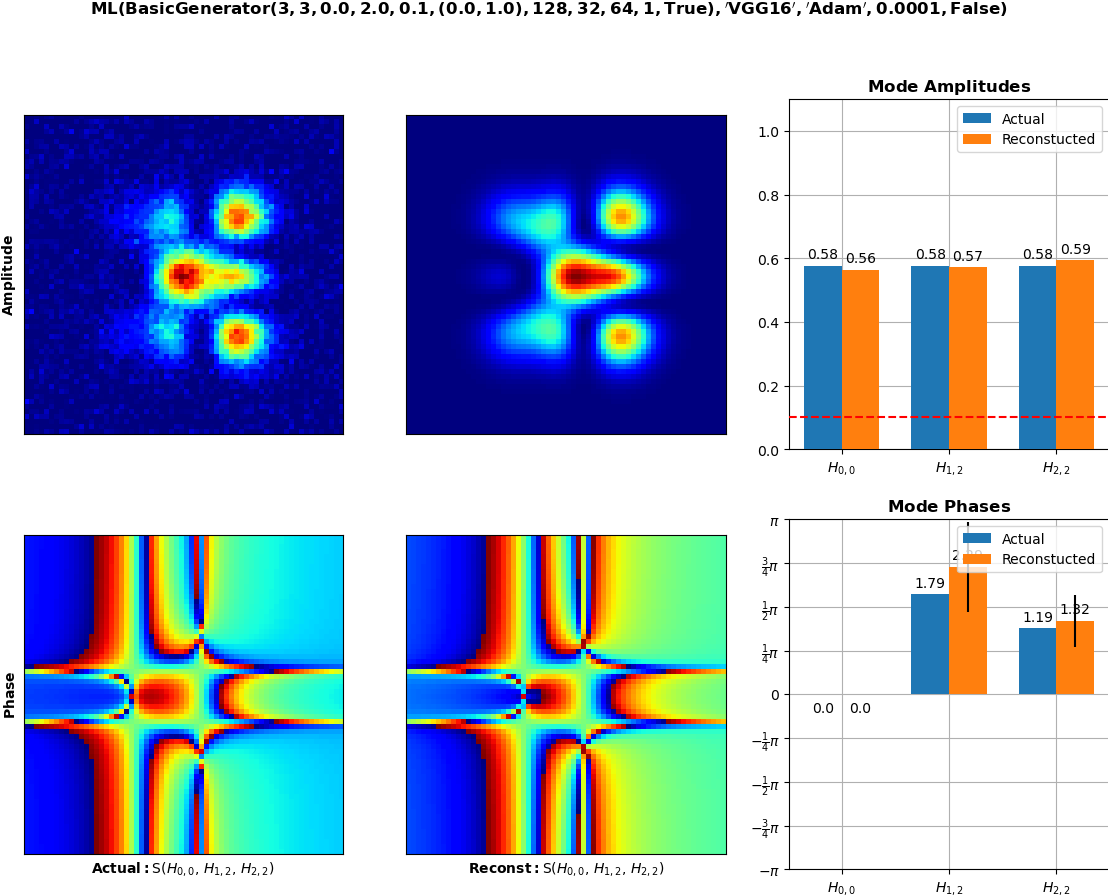 ML(BasicGenerator(3, 3, 0.0, 2.0, 0.1, (0.0, 1.0), 128, 32, 64, 1, True), ′VGG16′, ′Adam′, 0.0001, False)
Amplitude
Mode Amplitudes
Actual
Reconstucted
1.0
0.8
0.6
0.4
0.2
0.0
0.58 0.56 0.58 0.57 0.58 0.59
H0,0 H1,2 H2,2
Phase
Actual: S(H0,0, H1,2, H2,2)
Reconst: S(H0,0, H1,2, H2,2)
Mode Phases
Actual
Reconstucted
π
3/4π
1/2π
1/4π
0
−1/4π
−1/2π
−3/4π
−π
0.0 0.0 1.79 1.19 1.32
H0,0 H1,2 H2,2